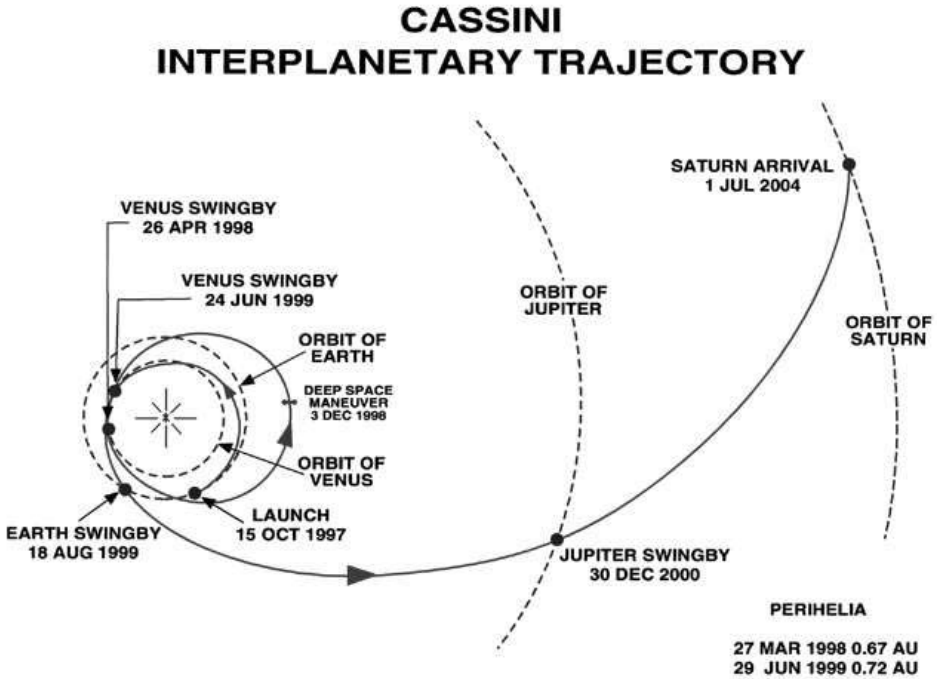 CASSINI
INTERPLANETARY TRAJECTORY
SATURN ARRIVAL
1 JUL 2004
VENUS SWINGBY
26 APR 1998
VENUS SWINGBY
24 JUN 1999
ORBIT OF
JUPITER
ORBIT OF
SATURN
ORBIT OF
EARTH
DEEP SPACE
MANEUVER
3 DEC 1998
ORBIT OF
VENUS
LAUNCH
15 OCT 1997
EARTH SWINGBY
18 AUG 1999
JUPITER SWINGBY
30 DEC 2000
PERIHELIA
27 MAR 1998 0.67 AU
29 JUN 1999 0.72 AU